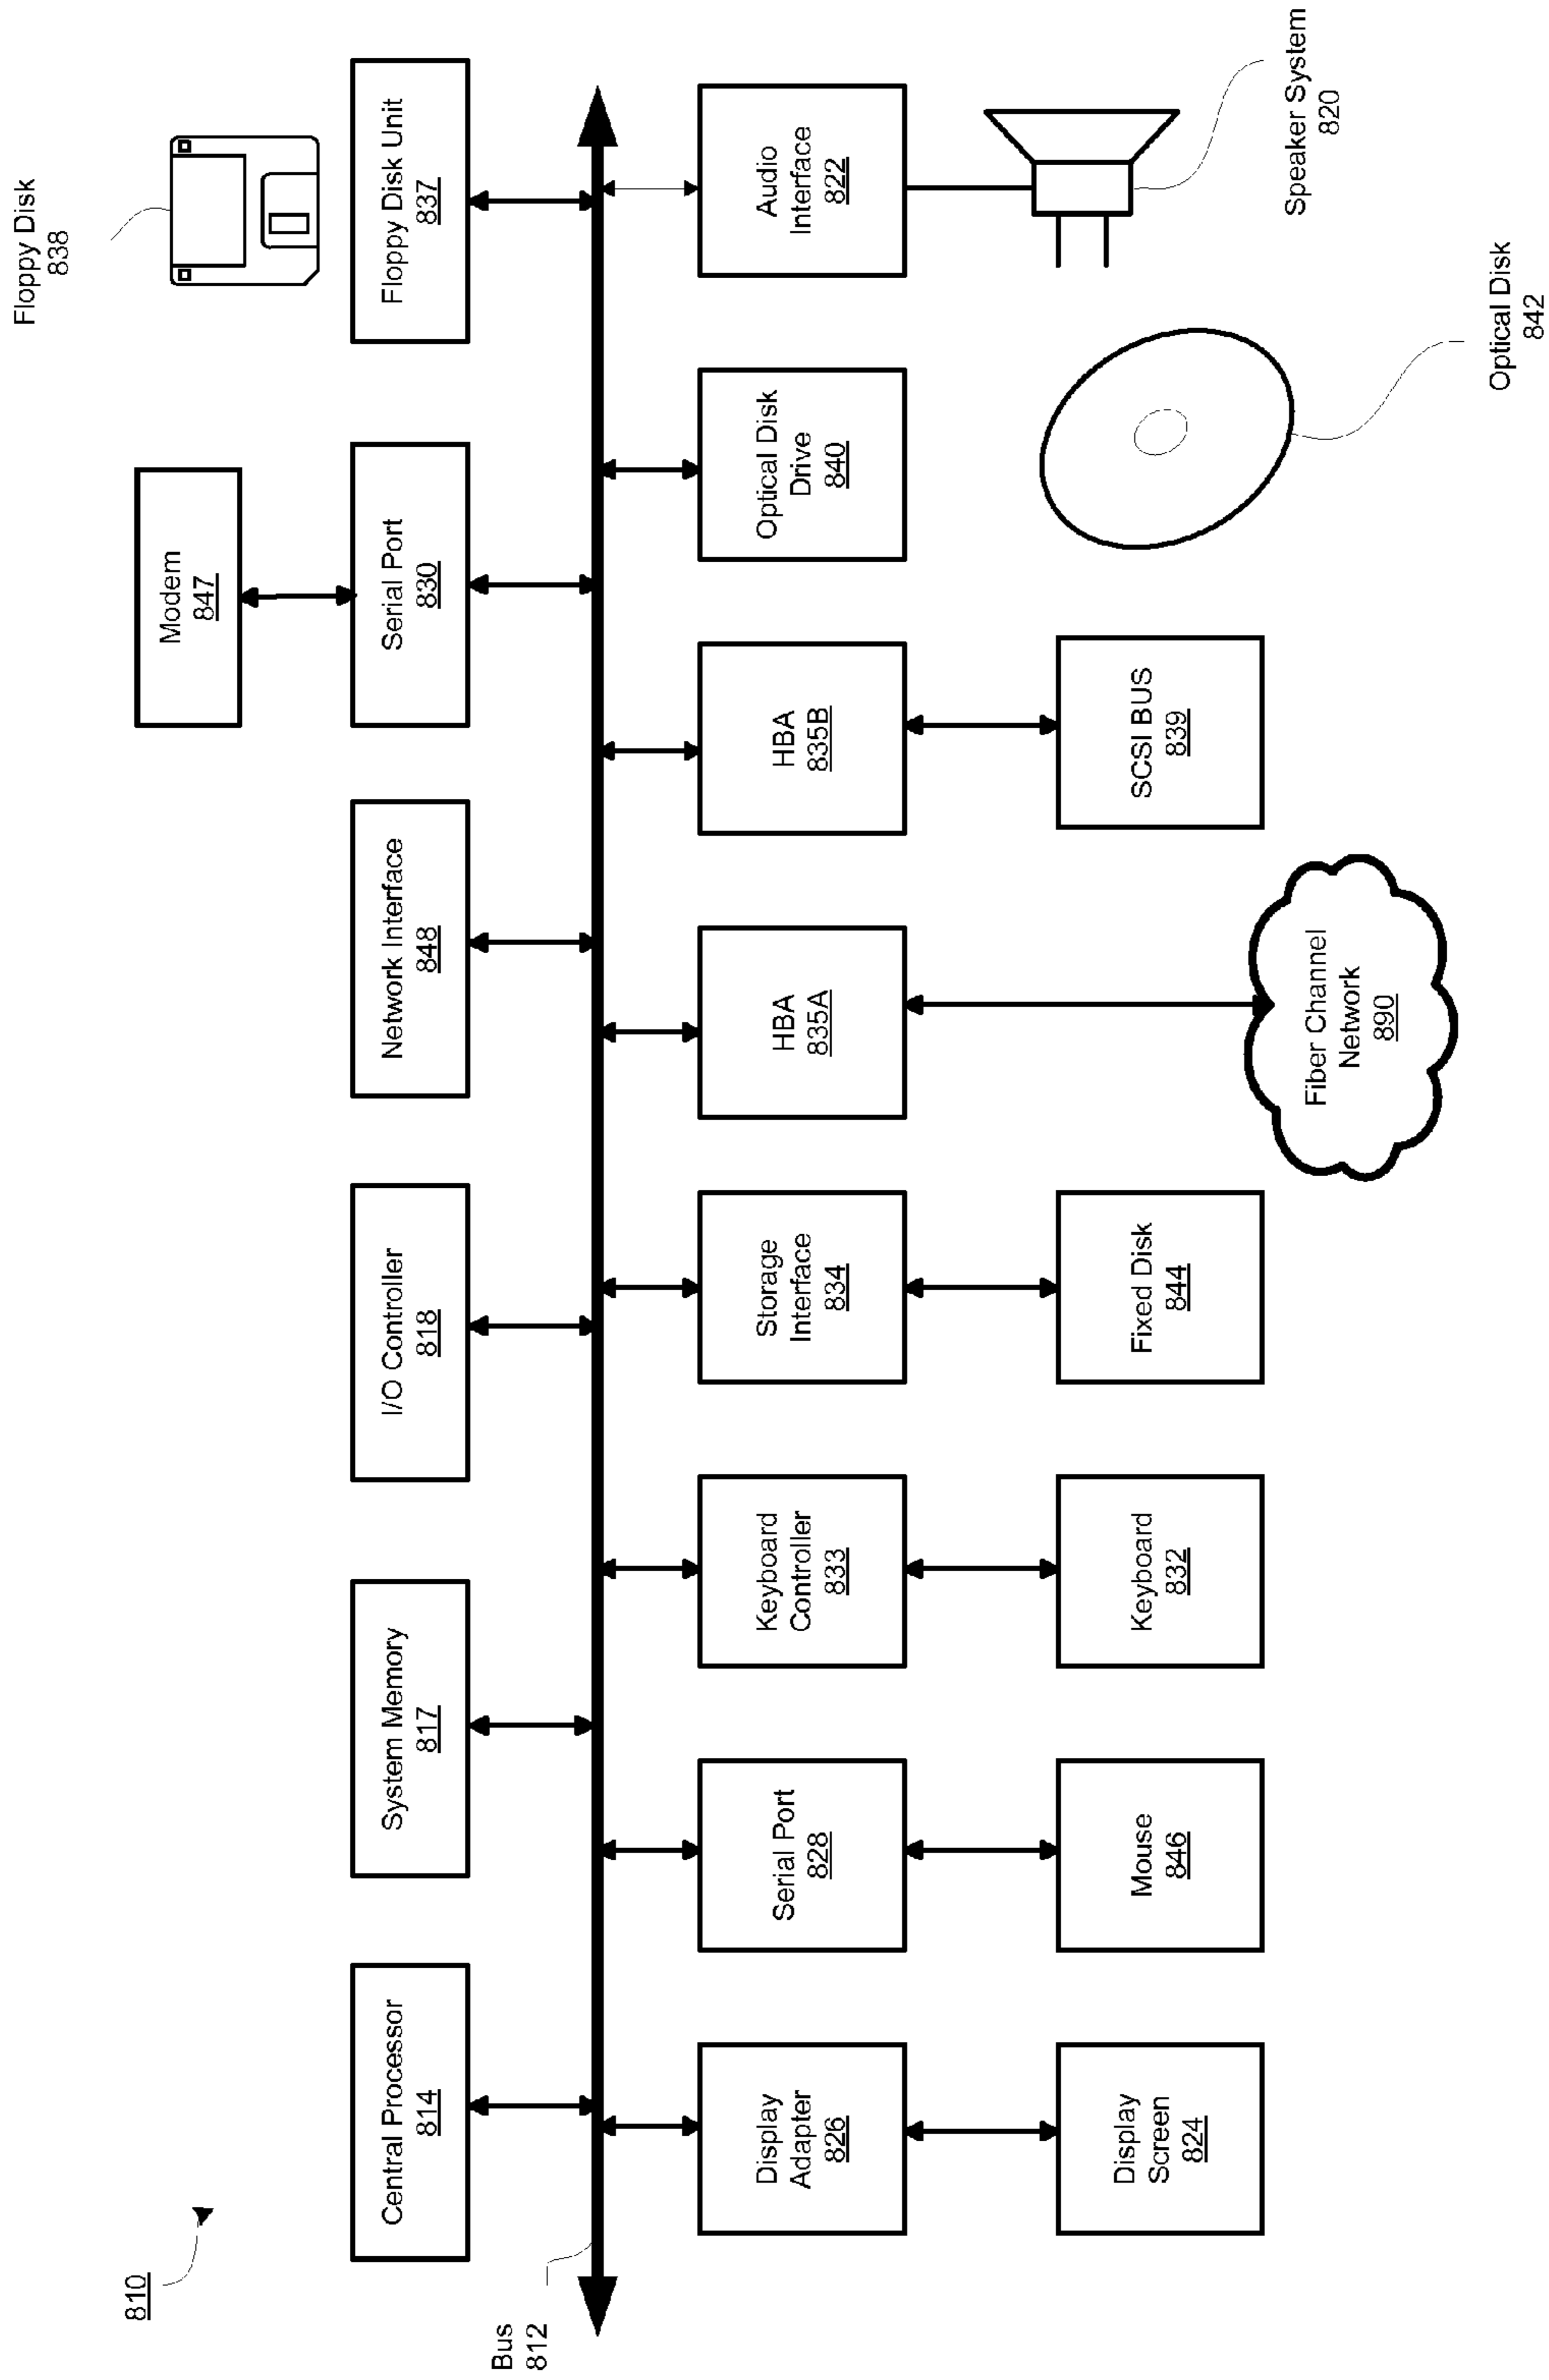 810
Floppy Disk
838
Modem
847
Central Processor
814
System Memory
817
I/O Controller
818
Network Interface
848
Serial Port
830
Floppy Disk Unit
837
Bus
812
Display
Adapter
826
Serial Port
828
Keyboard
Controller
833
Storage
Interface
834
HBA
835A
HBA
835B
Optical Disk
Drive
840
Audio
Interface
822
Display
Screen
824
Mouse
846
Keyboard
832
Fixed Disk
844
Fiber Channel
Network
890
SCSI BUS
839
Speaker System
820
Optical Disk
842